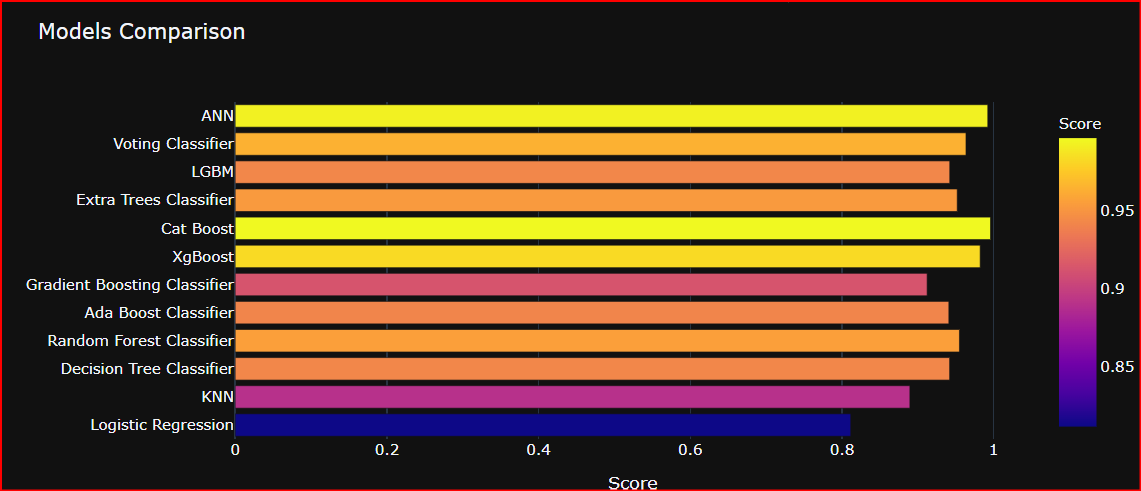 Models Comparison
ANN
Voting Classifier
LGBM
Extra Trees Classifier
Cat Boost
XgBoost
Gradient Boosting Classifier
Ada Boost Classifier
Random Forest Classifier
Decision Tree Classifier
KNN
Logistic Regression
0 0.2 0.4 0.6 0.8 1
Score
Score
0.95
0.9
0.85